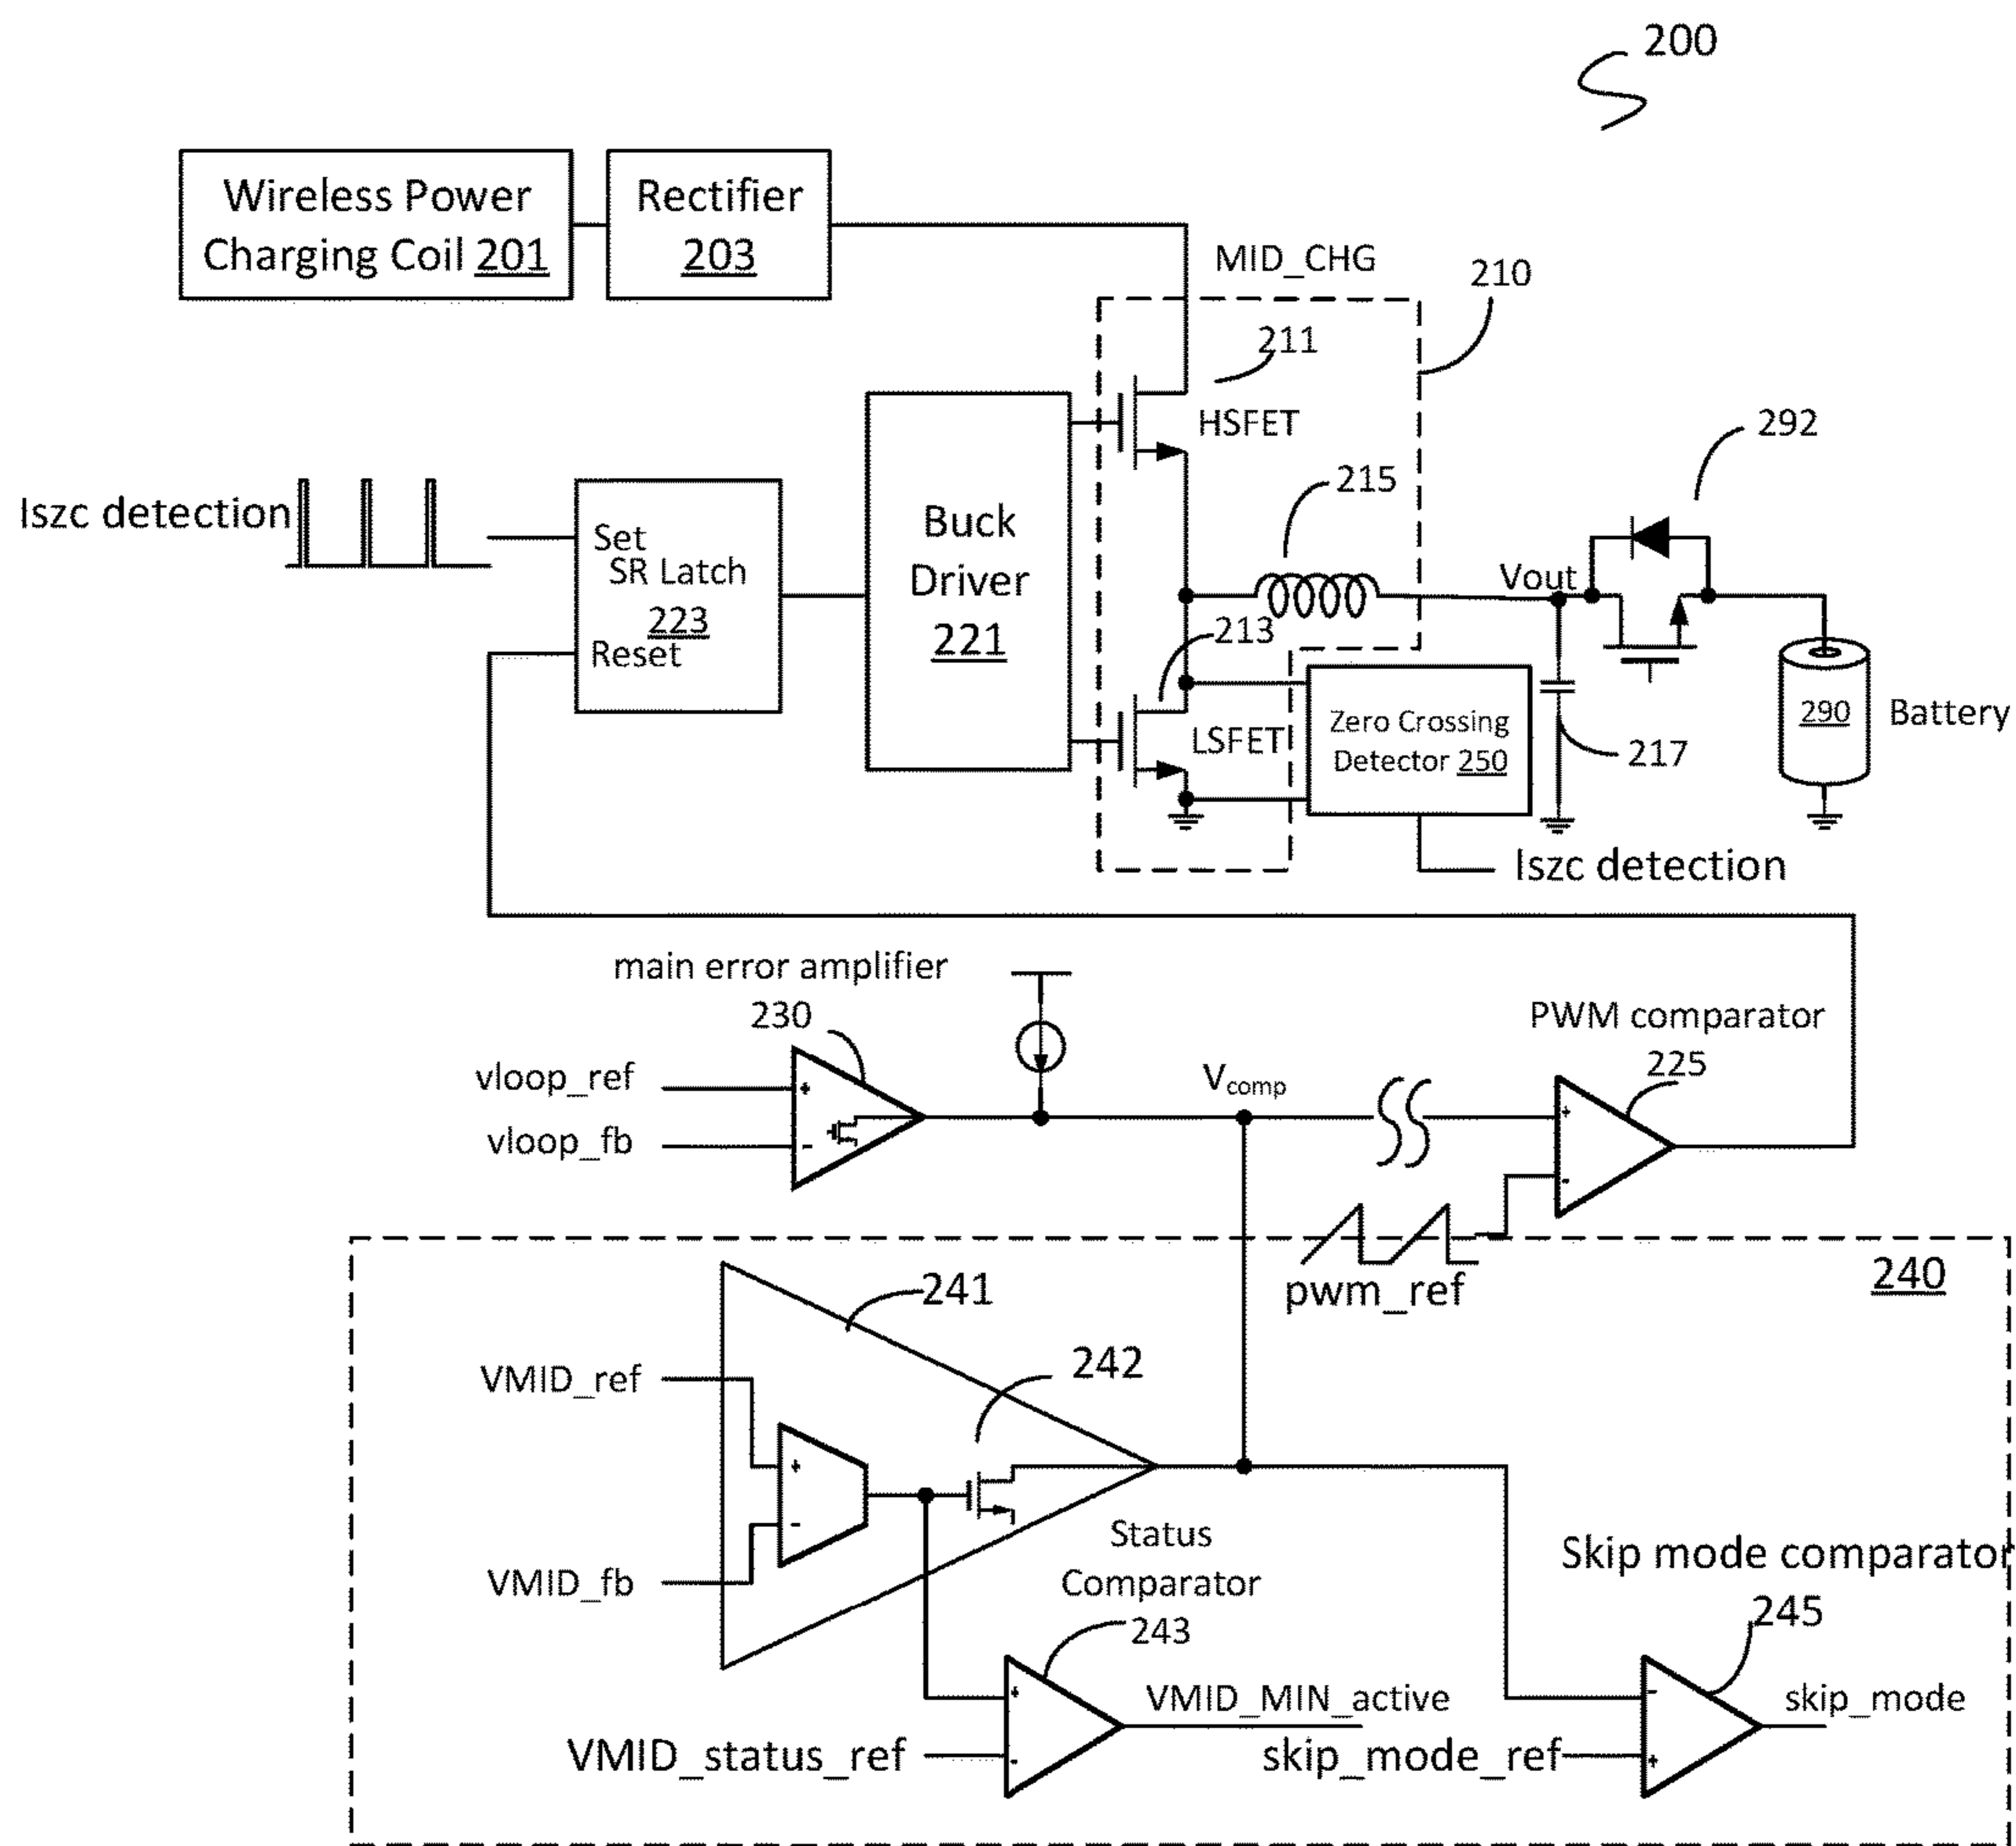 200
Wireless Power
Charging Coil 201
Rectifier
203
MID_CHG
210
211
HSFET
292
215
Iszc detection
Set
SR Latch
223
Reset
Buck
Driver
221
Vout
213
LSFET
Zero Crossing
Detector 250
217
290
Battery
Iszc detection
main error amplifier
230
PWM comparator
225
vloop_ref
+
vloop_fb
-
Vcomp
+
-
pwm_ref
240
241
242
VMID_ref
+
-
VMID_fb
Status
Comparator
243
Skip mode comparator
245
+
VMID_MIN_active
-
skip_mode
VMID_status_ref
-
skip_mode_ref
+